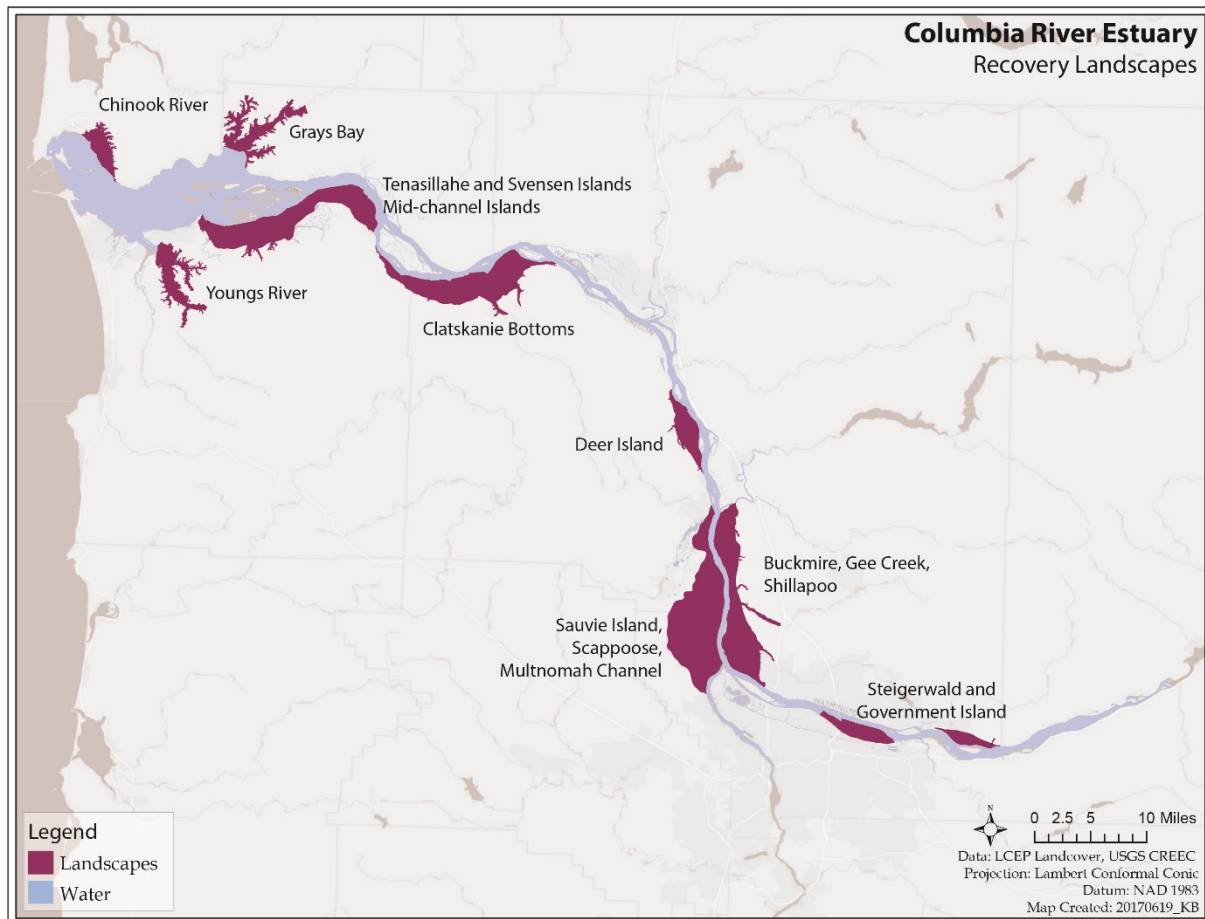 Columbia River Estuary
Recovery Landscapes
Chinook River
Grays Bay
Tenasillahe and Svensen Islands
Mid-channel Islands
Youngs River
Clatskanie Bottoms
Deer Island
Buckmire, Gee Creek,
Shillapoo
Sauvie Island,
Scappoose,
Multnomah Channel
Steigerwald and
Government Island
Legend
Landscapes
Water
N
0 2.5 5 10 Miles
Data: LCEP Landcover, USGS CREEC
Projection: Lambert Conformal Conic
Datum: NAD 1983
Map Created: 20170619_KB